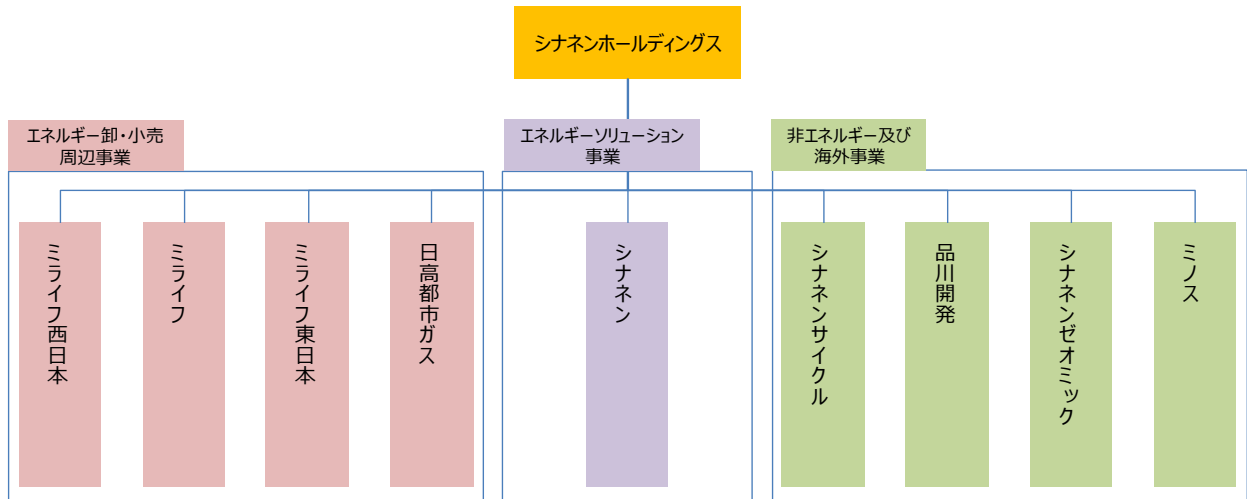 シナネンホールディングス
エネルギー卸・小売
周辺事業
エネルギーソリューション
事業
非エネルギー及び
海外事業
ミライフ西日本
ミライフ
ミライフ東日本
日高都市ガス
シナネン
シナネンサイクル
品川開発
シナネンゼオミック
ミノス